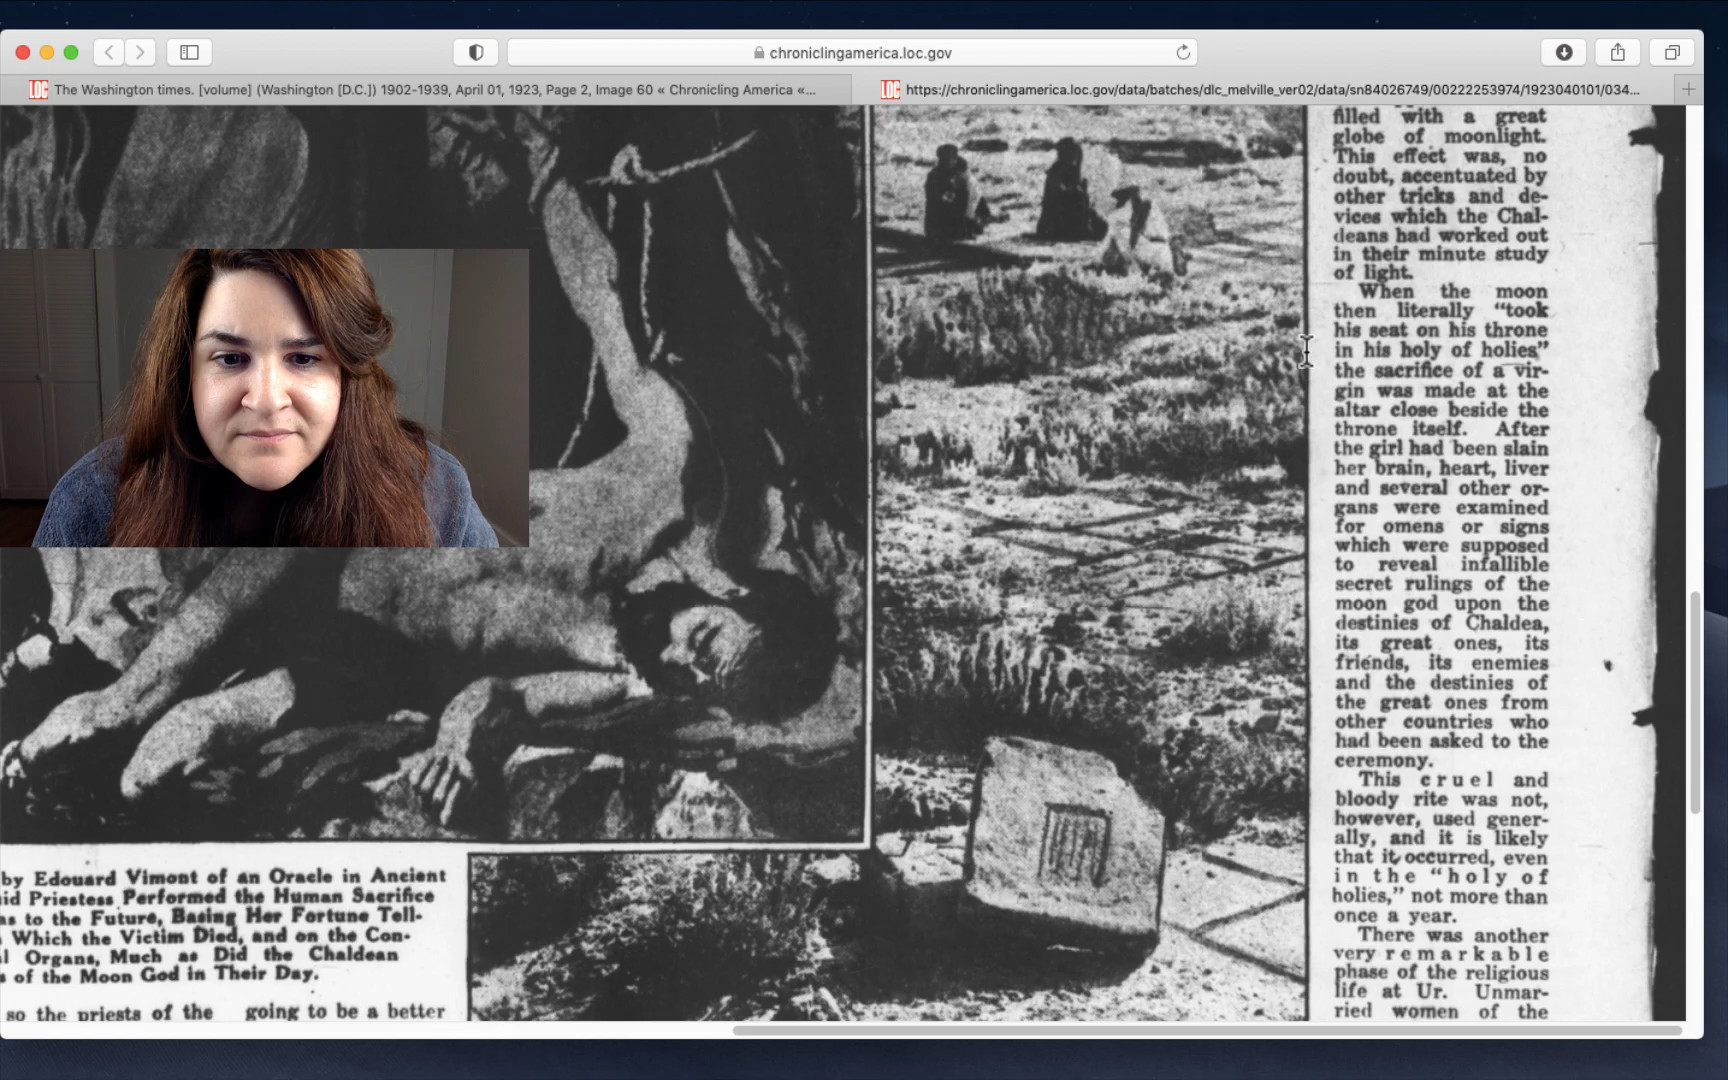 chroniclingamerica.loc.gov
LOC The Washington times. [volume] (Washington [D.C.]) 1902-1939, April 01, 1923, Page 2, Image 60 « Chronicling America «...
LOC https://chroniclingamerica.loc.gov/data/batches/dlc_melville_ver02/data/sn84026749/00222253974/1923040101/034...
filled with a great
globe of moonlight.
This effect was, no
doubt, accentuated by
other tricks and de-
vices which the Chal-
deans had worked out
in their minute study
of light.
When the moon
then literally “took
his seat on his throne
in his holy of holies”
the sacrifice of a vir-
gin was made at the
altar close beside the
throne itself. After
the girl had been slain
her brain, heart, liver
and several other or-
gans were examined
for omens or signs
which were supposed
to reveal infallible
secret rulings of the
moon god upon the
destinies of Chaldea,
its great ones, its
friends, its enemies
and the destinies of
the great ones from
other countries who
had been asked to the
ceremony.
This cruel and
bloody rite was not,
however, used gener-
ally, and it is likely
that it occurred, even
in the “holy of
holies,” not more than
once a year.
There was another
very remarkable
phase of the religious
life at Ur. Unmar-
ried women of the
by Edouard Vimont of an Oracle in Ancient
id Priestess Performed the Human Sacrifice
as to the Future, Basing Her Fortune Tell-
Which the Victim Died, and on the Con-
l Organs, Much as Did the Chaldean
s of the Moon God in Their Day.
so the priests of the
going to be a better